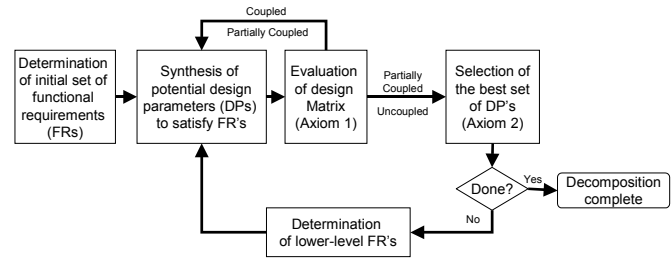 Coupled
Partially Coupled
Determination
of initial set of
functional
requirements
(FRs)
Synthesis of
potential design
parameters (DPs)
to satisfy FR's
Evaluation
of design
Matrix
(Axiom 1)
Partially
Coupled
Uncoupled
Selection of
the best set
of DP's
(Axiom 2)
Done?
Yes
Decomposition
complete
No
Determination
of lower-level FR's